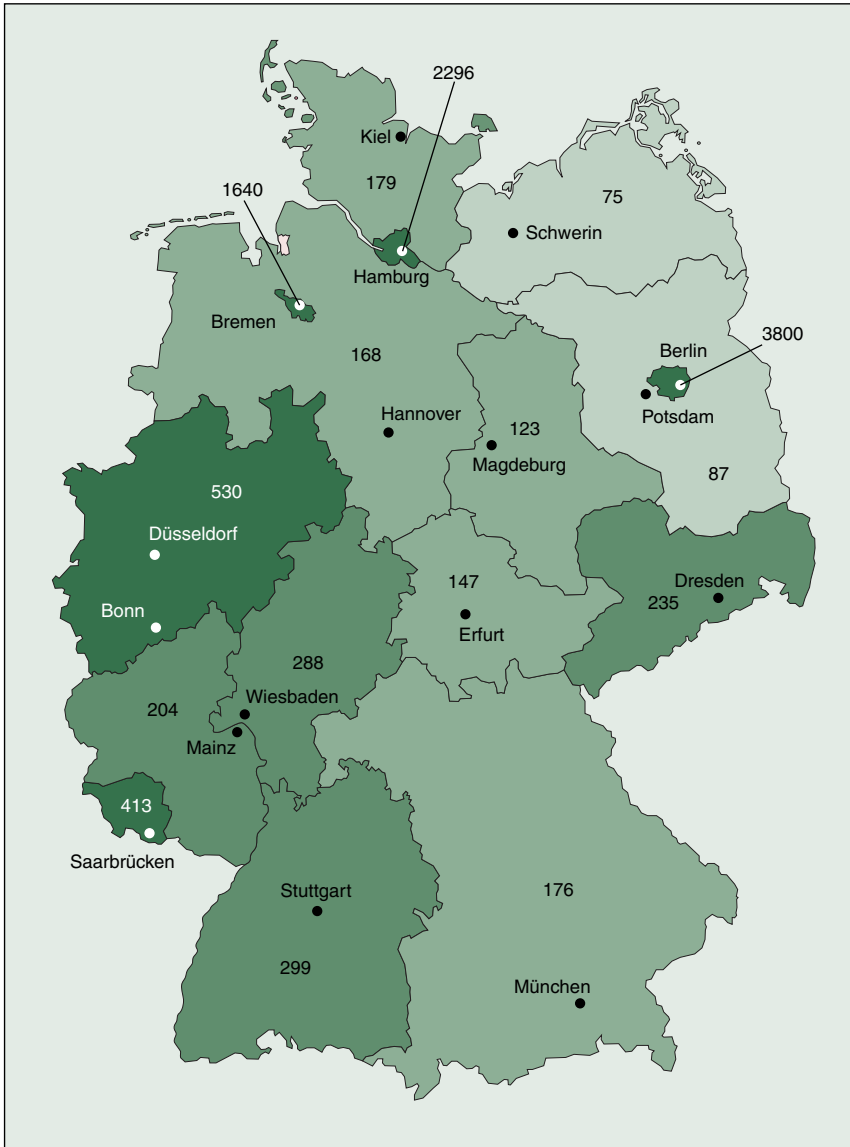 2296
Kiel
179
1640
75
Schwerin
Hamburg
Bremen
3800
Berlin
168
Potsdam
Hannover
123
Magdeburg
87
530
Düsseldorf
147
Dresden
235
Bonn
Erfurt
288
Wiesbaden
204
Mainz
413
Saarbrücken
Stuttgart
176
299
München